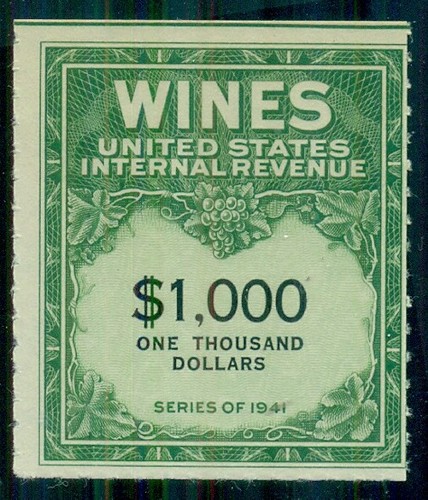 WINES
UNITED STATES
INTERNAL REVENUE
$1,000
ONE THOUSAND
DOLLARS
SERIES OF 1941